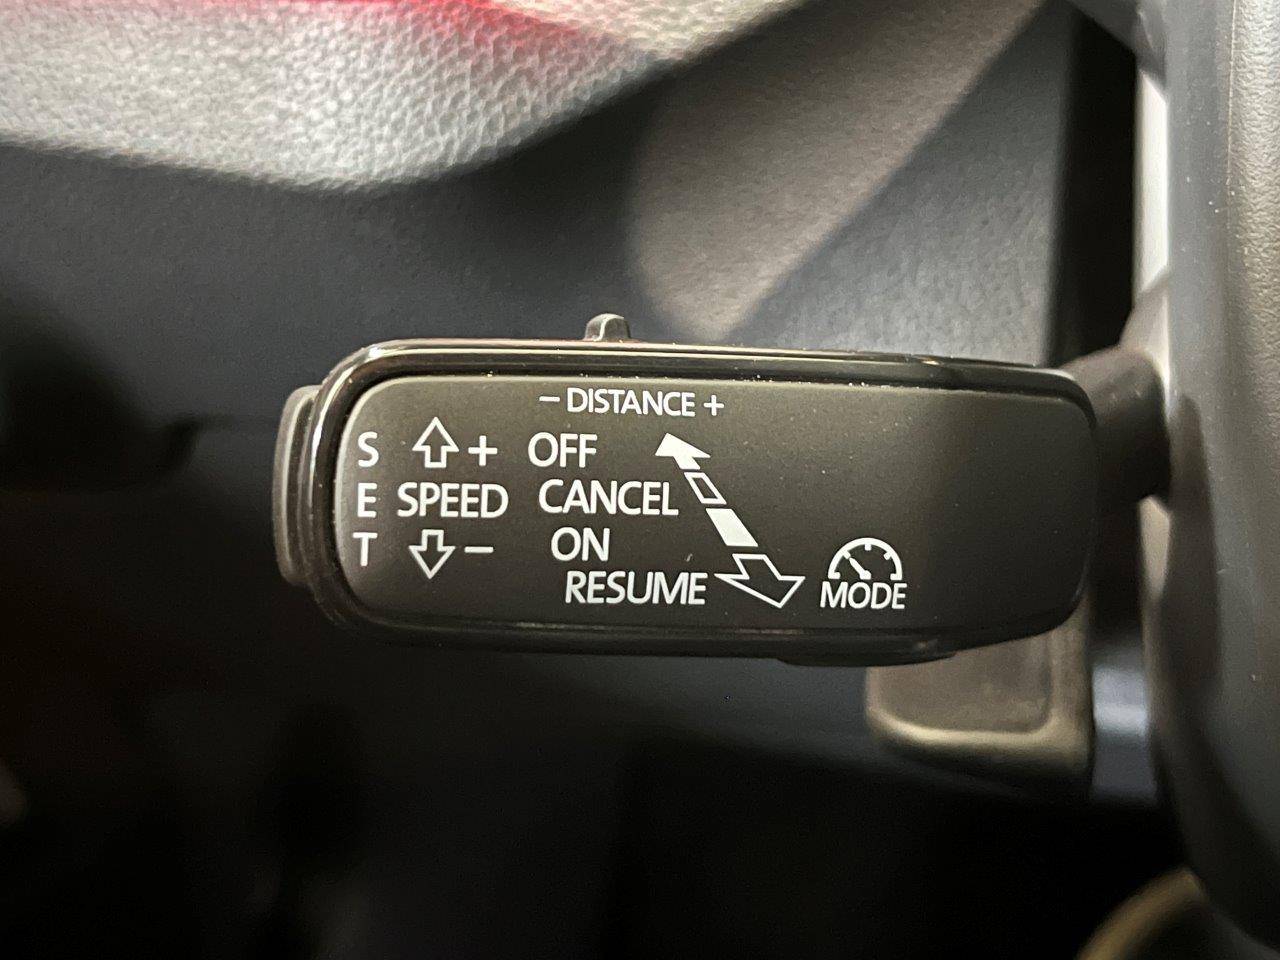 − DISTANCE +
S + OFF
E SPEED CANCEL
T − ON
RESUME
MODE